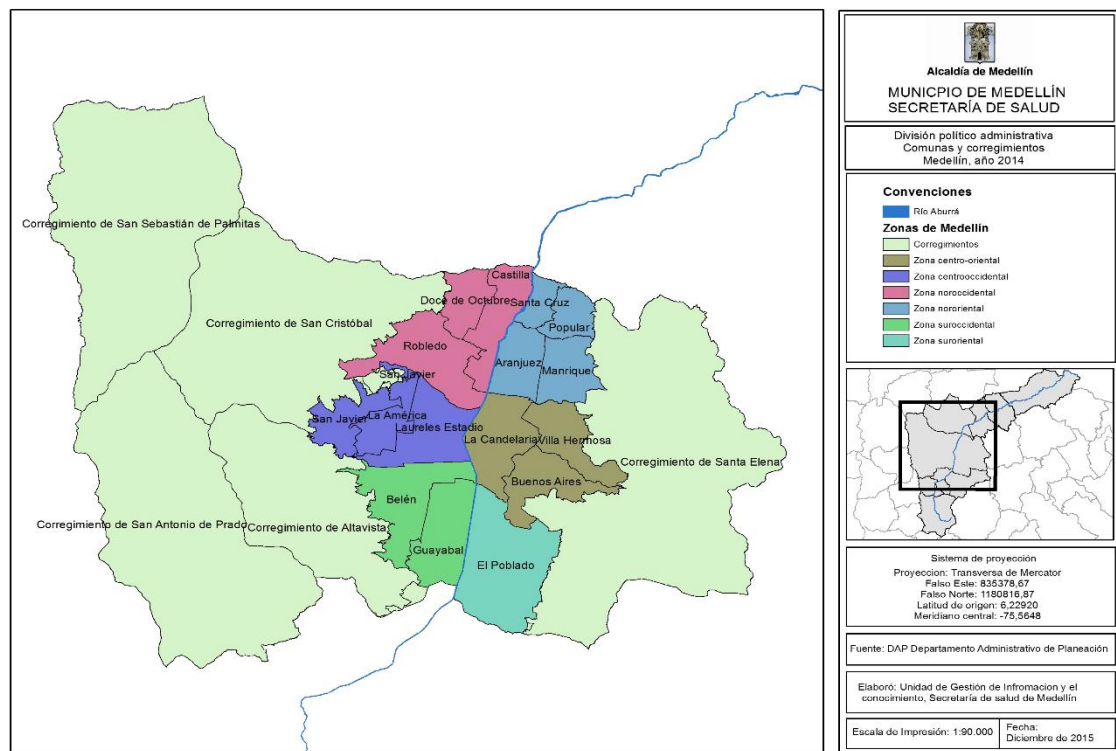 Corregimiento de San Sebastián de Palmitas
Corregimiento de San Cristóbal
Castilla
Doce de Octubre
Santa Cruz
Popular
Robledo
Aranjuez
Manrique
San Javier
San Javier
La América
Laureles Estadio
La Candelaria
Villa Hermosa
Corregimiento de Santa Elena
Buenos Aires
Belén
Corregimiento de San Antonio de Prado
Corregimiento de Altavista
Guayabal
El Poblado
Alcaldía de Medellín
MUNICPIO DE MEDELLÍN
SECRETARÍA DE SALUD
División político administrativa
Comunas y corregimientos
Medellín, año 2014
Convenciones
Río Aburrá
Zonas de Medellín
Corregimientos
Zona centro-oriental
Zona centrooccidental
Zona noroccidental
Zona nororiental
Zona suroccidental
Zona suroriental
Sistema de proyección
Proyeccion: Transversa de Mercator
Falso Este: 835378,67
Falso Norte: 1180816,87
Latitud de origen: 6,22920
Meridiano central: -75,5648
Fuente: DAP Departamento Administrativo de Planeación
Elaboró: Unidad de Gestión de Infromacion y el
conocimiento, Secretaría de salud de Medellín
Escala de Impresión: 1:90.000
Fecha:
Diciembre de 2015